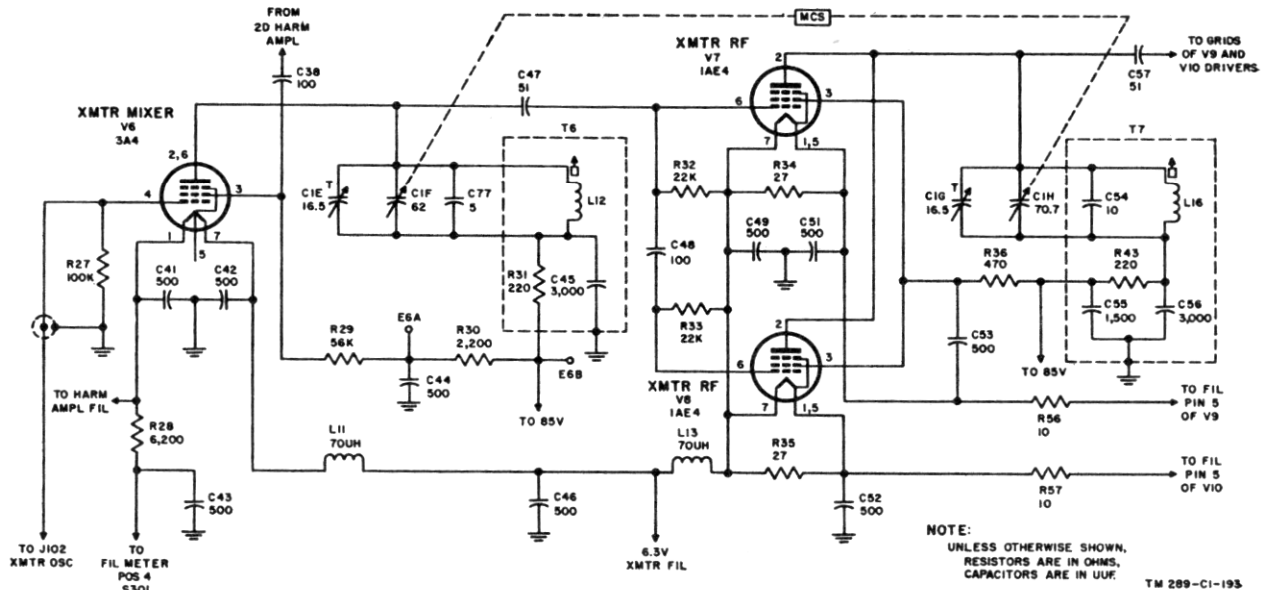 FROM
2D HARM
AMPL
C38
100
XMTR MIXER
V6
3A4
2,6
4
3
1
5
7
R27
100K
C41
500
C42
500
TO HARM
AMPL FIL
R28
6,200
C43
500
TO J102
XMTR OSC
TO
FIL METER
POS 4
S301
MCS
C47
51
T6
C1E
T
16.5
C1F
62
C77
5
L12
R31
220
C45
3,000
R29
56K
E6A
R30
2,200
C44
500
E6B
TO 85V
L11
70UH
C46
500
6.3V
XMTR FIL
L13
70UH
XMTR RF
V7
1AE4
2
6
3
7
1,5
R32
22K
R34
27
C49
500
C51
500
C48
100
R33
22K
XMTR RF
V8
1AE4
2
6
3
7
1,5
R35
27
C52
500
C57
51
TO GRIDS
OF V9 AND
V10 DRIVERS
T7
C1G
T
16.5
C1H
70.7
C54
10
L16
R36
470
R43
220
C55
1,500
C56
3,000
C53
500
TO 85V
R56
10
TO FIL
PIN 5
OF V9
R57
10
TO FIL
PIN 5
OF V10
NOTE:
UNLESS OTHERWISE SHOWN,
RESISTORS ARE IN OHMS,
CAPACITORS ARE IN UUF.
TM 289-C1-193